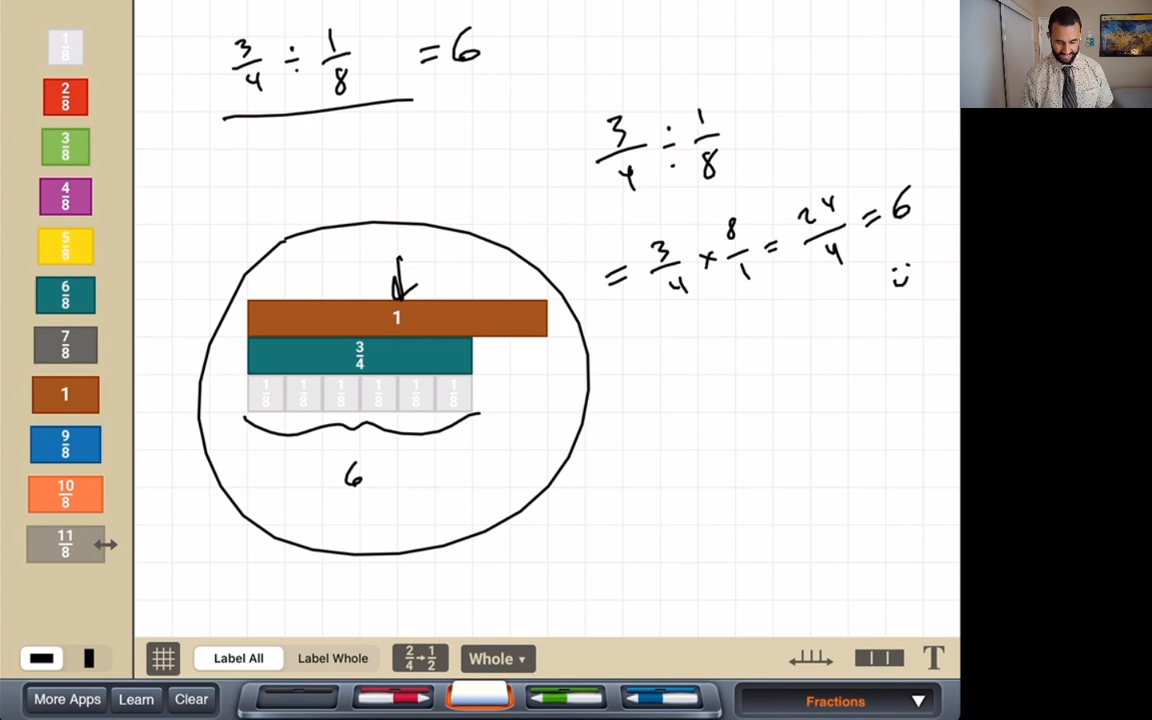 1/8
2/8
3/8
4/8
5/8
6/8
7/8
1
9/8
10/8
11/8
3/4 ÷ 1/8 = 6
3/4 ÷ 1/8
= 3/4 × 8/1 = 24/4 = 6
1
3/4
1/8 1/8 1/8 1/8 1/8 1/8
6
Label All Label Whole 2/4→1/2 Whole ▾ T
More Apps Learn Clear Fractions ▼